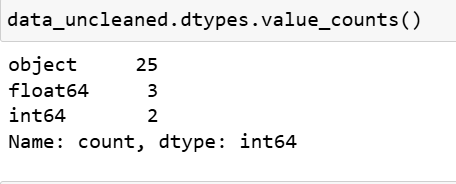 data_uncleaned.dtypes.value_counts()
object     25
float64     3
int64       2
Name: count, dtype: int64